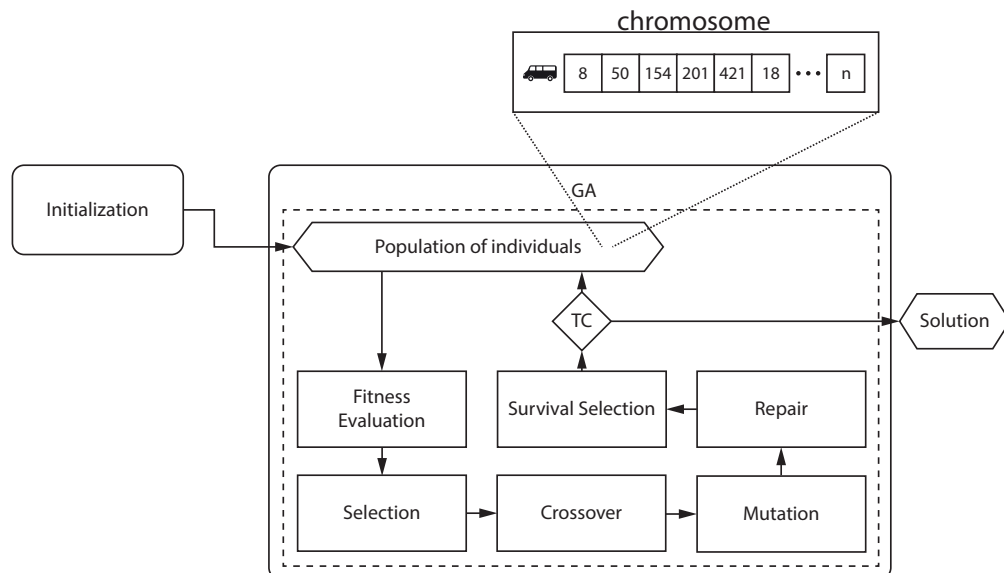 chromosome
8 50 154 201 421 18 ••• n
GA
Initialization
Population of individuals
TC
Solution
Fitness
Evaluation
Survival Selection
Repair
Selection
Crossover
Mutation